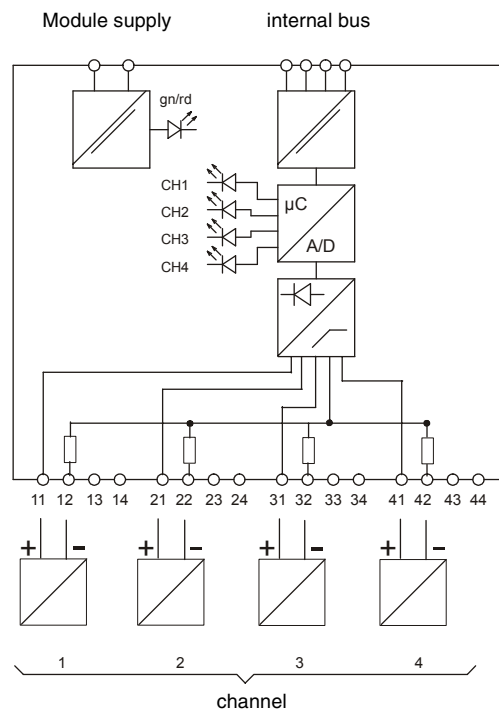 Module supply internal bus
gn/rd
CH1
CH2
CH3
CH4
µC
A/D
11 12 13 14 21 22 23 24 31 32 33 34 41 42 43 44
+ - + - + - + -
1 2 3 4
channel